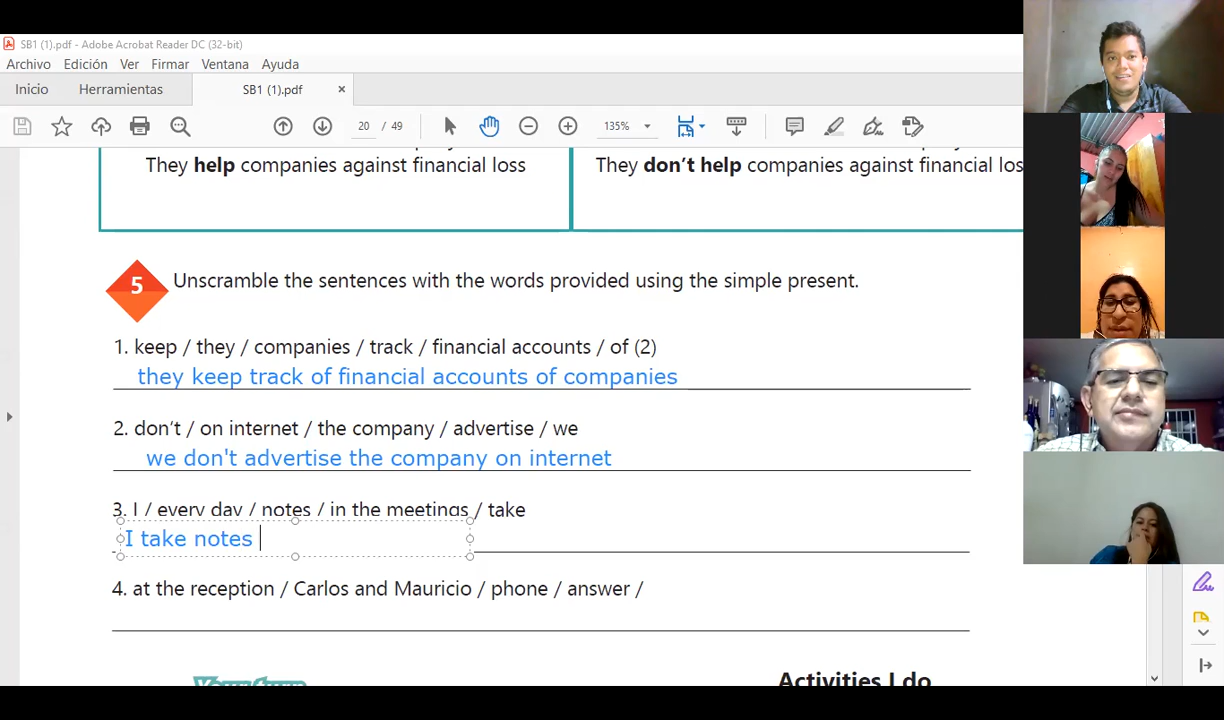 SB1 (1).pdf - Adobe Acrobat Reader DC (32-bit)
Archivo Edición Ver Firmar Ventana Ayuda
Inicio Herramientas SB1 (1).pdf ×
20 / 49 135%
They help companies against financial loss
They don't help companies against financial los
5 Unscramble the sentences with the words provided using the simple present.
1. keep / they / companies / track / financial accounts / of (2)
they keep track of financial accounts of companies
2. don't / on internet / the company / advertise / we
we don't advertise the company on internet
3. I / every day / notes / in the meetings / take
I take notes
4. at the reception / Carlos and Mauricio / phone / answer /
Activities I do